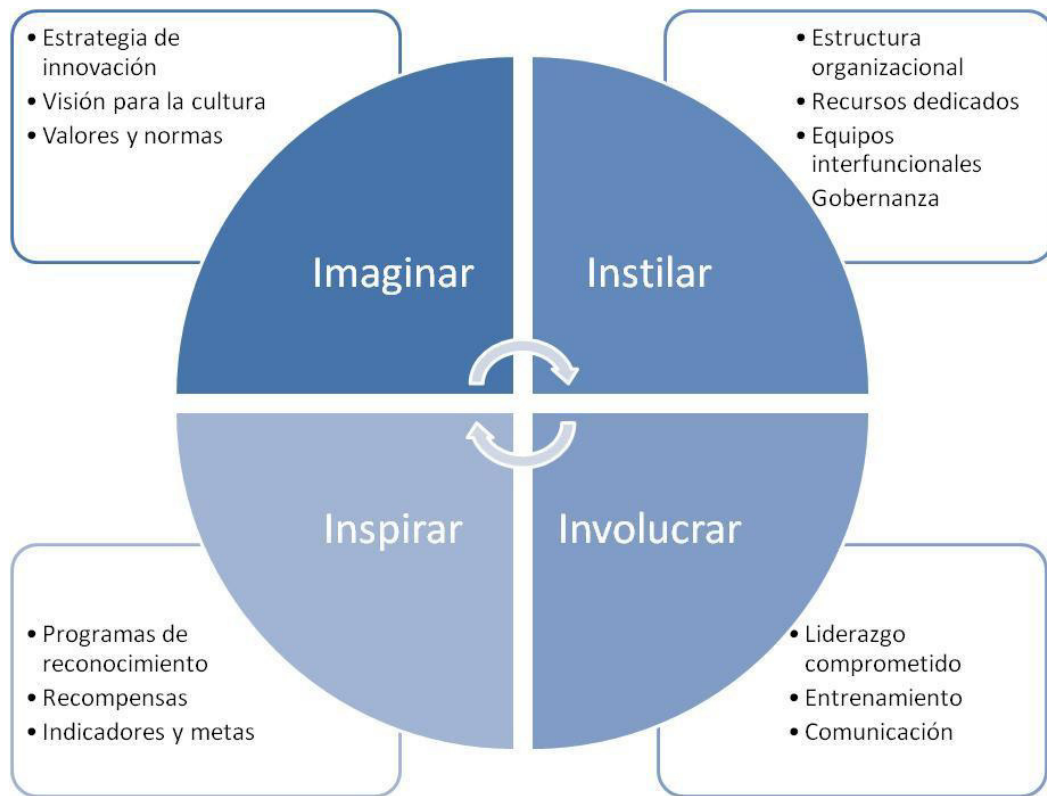 • Estrategia de
innovación
• Visión para la cultura
• Valores y normas
• Estructura
organizacional
• Recursos dedicados
• Equipos
interfuncionales
Gobernanza
Imaginar
Instilar
Inspirar
Involucrar
• Programas de
reconocimiento
• Recompensas
• Indicadores y metas
• Liderazgo
comprometido
• Entrenamiento
• Comunicación